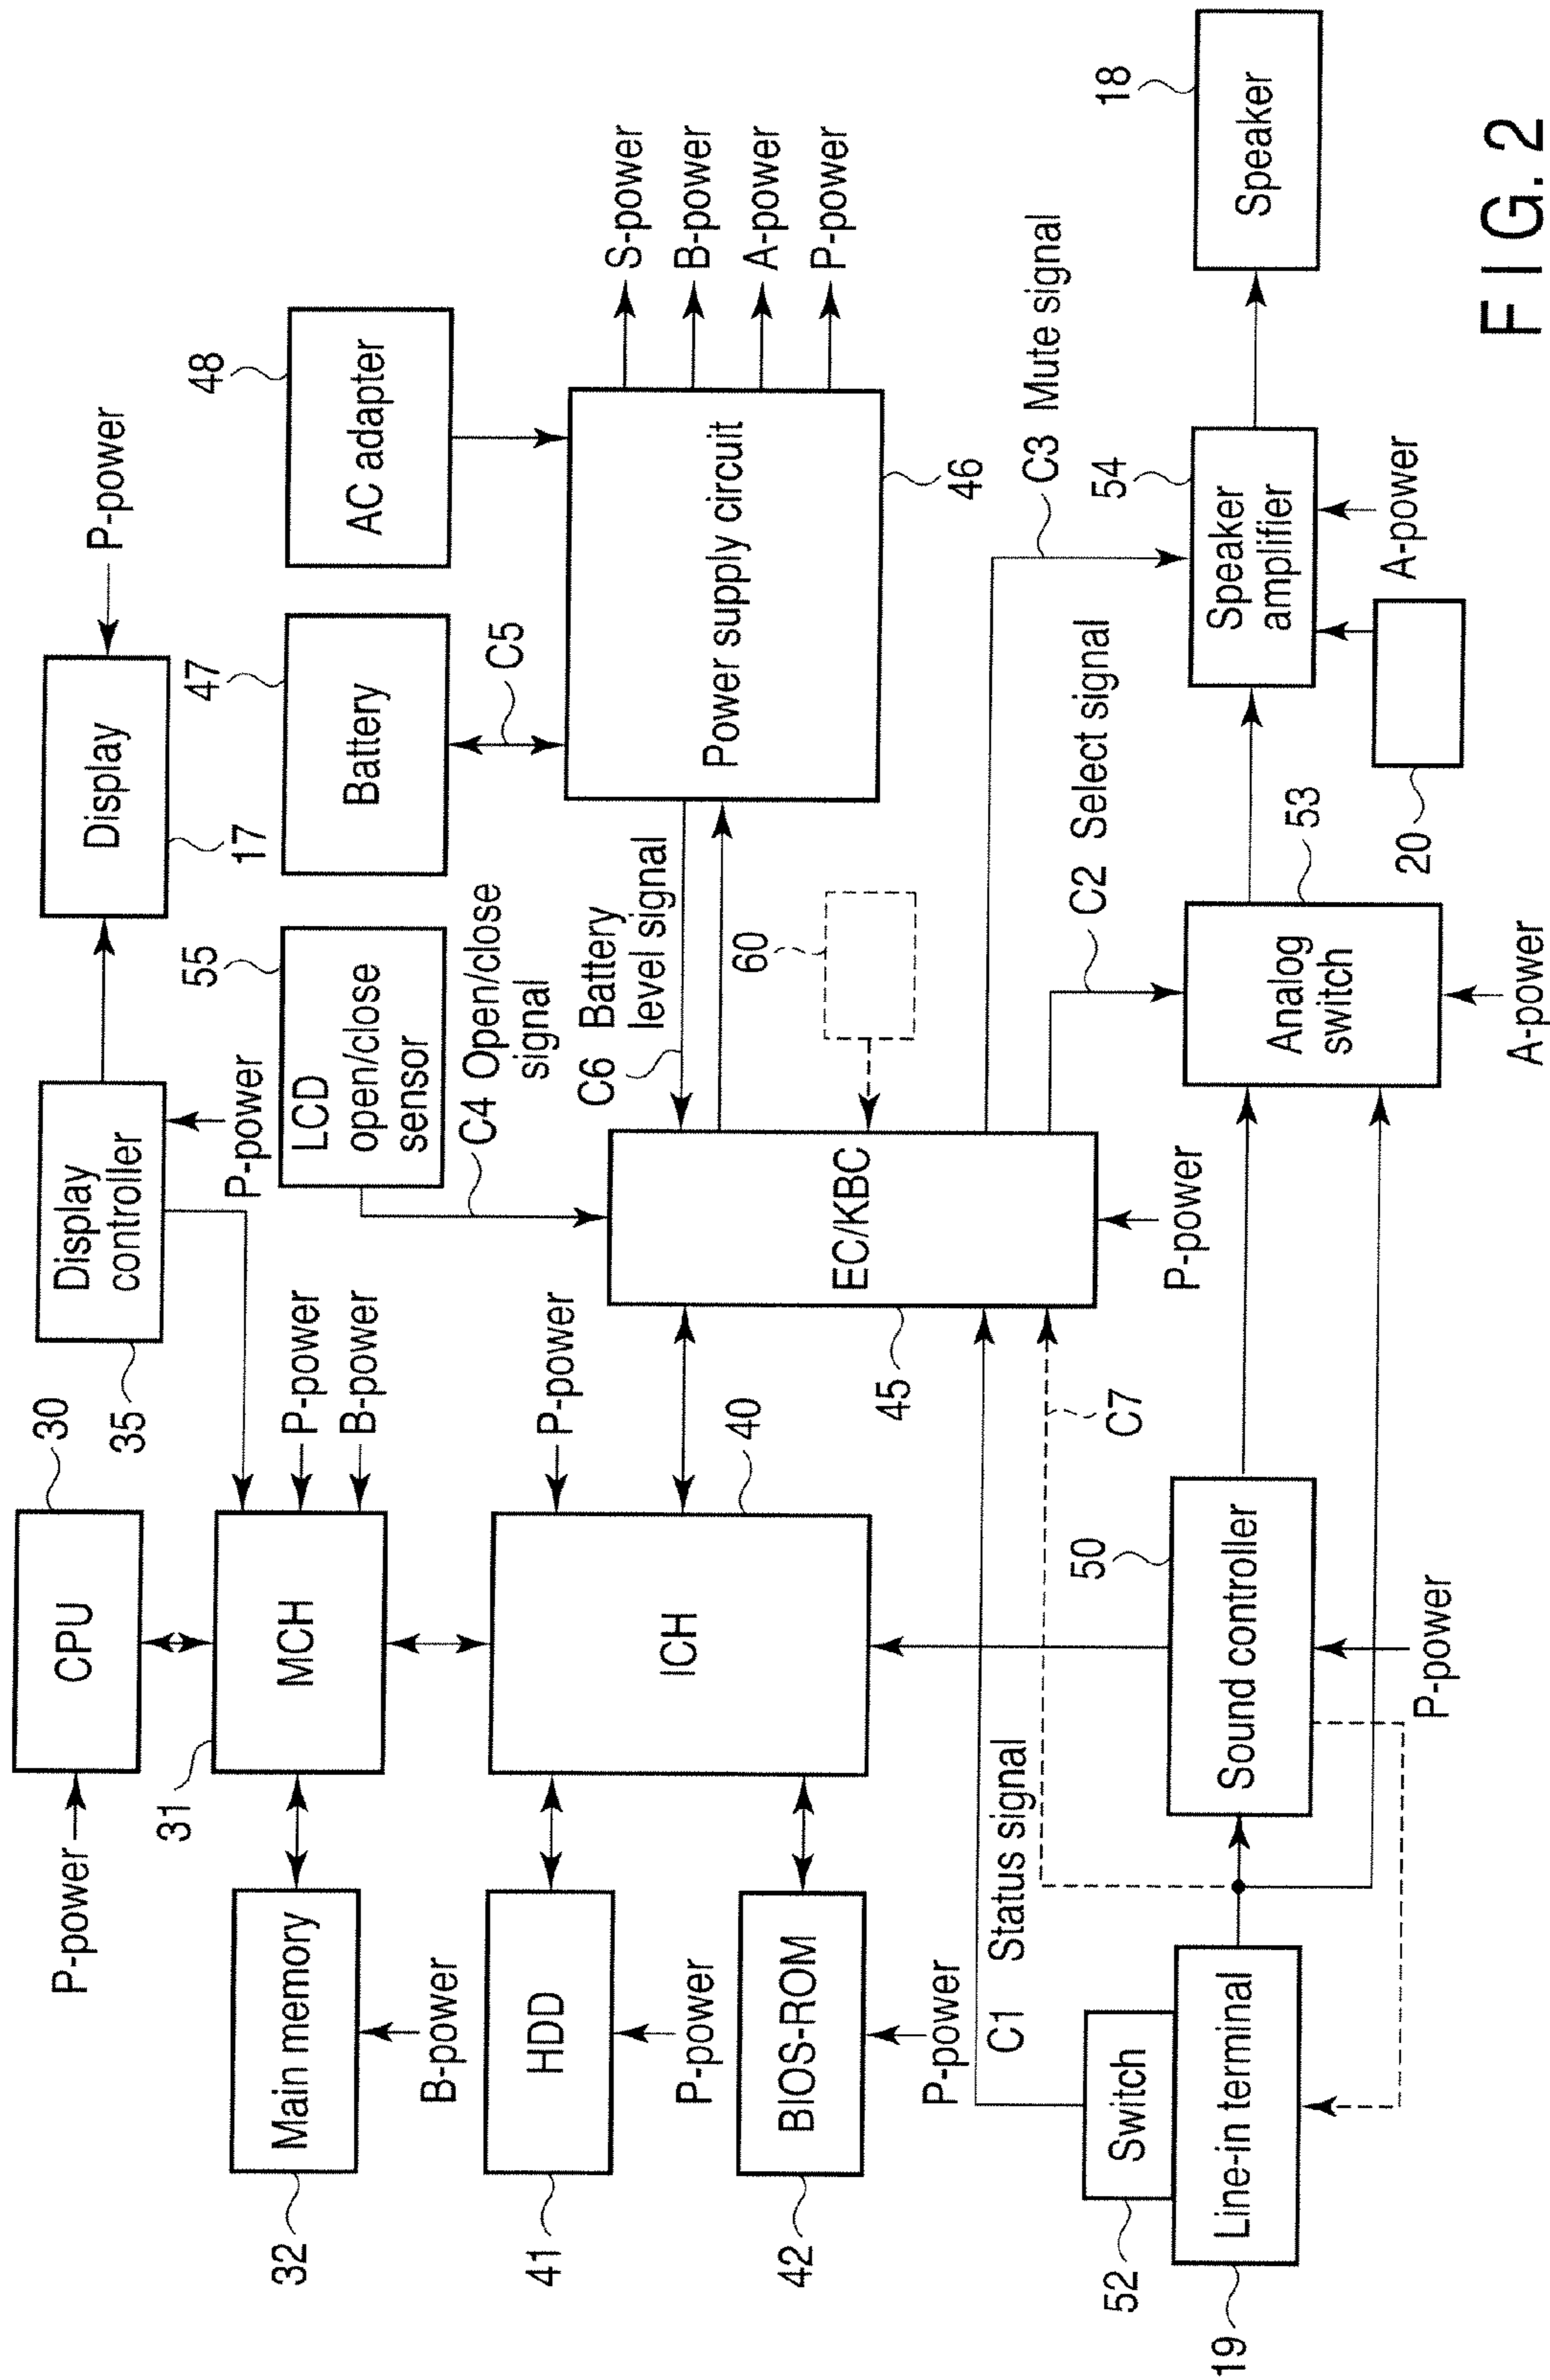 30
CPU
P-power
35
Display
controller
P-power
Display
17
P-power
31
MCH
P-power
B-power
32
Main memory
B-power
55
LCD
open/close
sensor
C4 Open/close
signal
47
Battery
C5
48
AC adapter
41
HDD
P-power
42
BIOS-ROM
P-power
40
ICH
P-power
45
EC/KBC
P-power
C6 Battery
level signal
60
46
Power supply circuit
S-power
B-power
A-power
P-power
C1 Status signal
C7
C2 Select signal
C3 Mute signal
52
Switch
19
Line-in terminal
50
Sound controller
P-power
53
Analog
switch
A-power
54
Speaker
amplifier
A-power
20
18
Speaker
FIG. 2